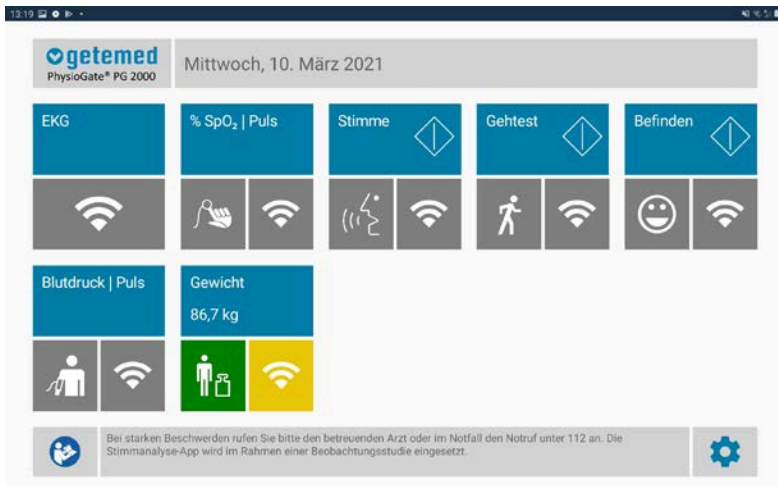 13:19
getemed
PhysioGate® PG 2000
Mittwoch, 10. März 2021
EKG
% SpO₂ | Puls
Stimme
Gehtest
Befinden
Blutdruck | Puls
Gewicht
86,7 kg
Bei starken Beschwerden rufen Sie bitte den betreuenden Arzt oder im Notfall den Notruf unter 112 an. Die
Stimmanalyse-App wird im Rahmen einer Beobachtungsstudie eingesetzt.